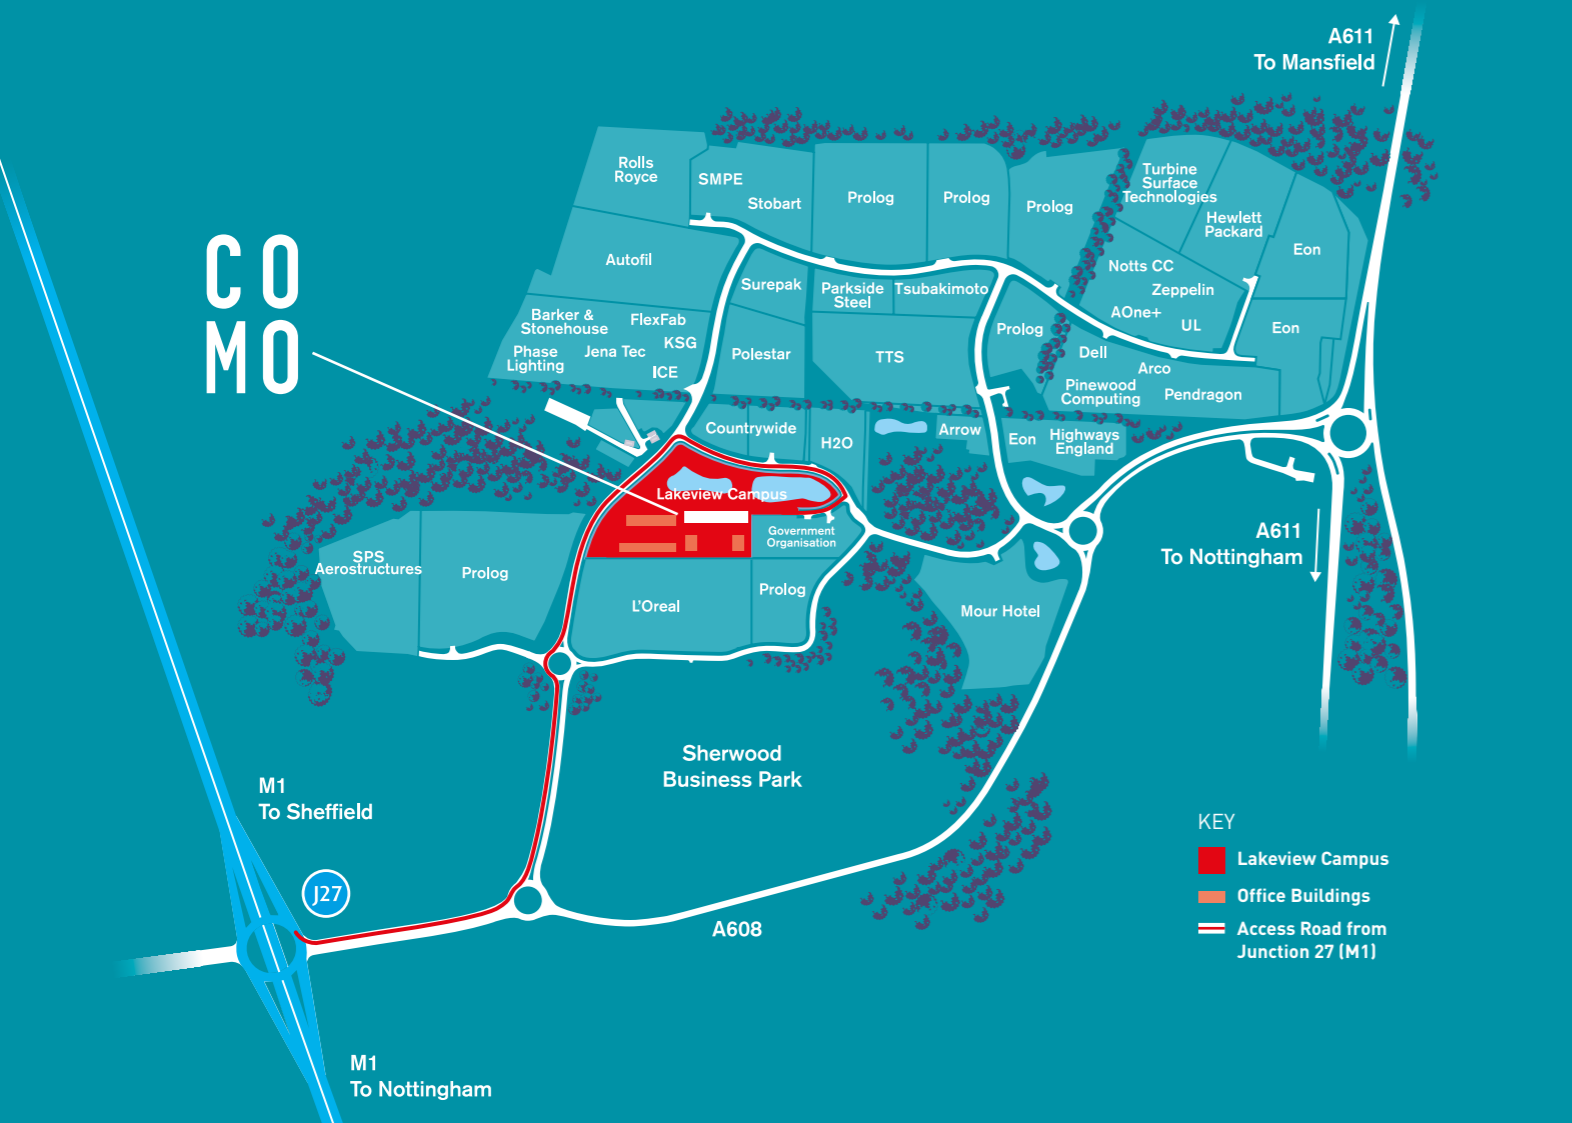 A611
To Mansfield
Rolls
Royce
SMPE
Stobart
Prolog
Prolog
Prolog
Turbine
Surface
Technologies
Hewlett
Packard
Eon
CO
MO
Autofil
Surepak
Parkside
Steel
Tsubakimoto
Notts CC
Zeppelin
AOne+
UL
Eon
Barker &
Stonehouse
FlexFab
KSG
Phase
Lighting
Jena Tec
ICE
Polestar
TTS
Prolog
Dell
Arco
Pinewood
Computing
Pendragon
Countrywide
H2O
Arrow
Eon
Highways
England
Lakeview Campus
Government
Organisation
A611
To Nottingham
SPS
Aerostructures
Prolog
L'Oreal
Prolog
Mour Hotel
Sherwood
Business Park
M1
To Sheffield
J27
A608
KEY
Lakeview Campus
Office Buildings
Access Road from
Junction 27 (M1)
M1
To Nottingham